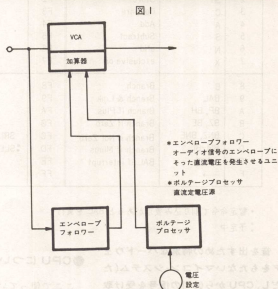 図1
VCA
加算器
*エンベロープフォロワー
オーディオ信号のエンベロープに
そった直流電圧を発生させるユニ
ット
*ボルテージプロセッサ
直流定電圧源
エンベロープ
フォロワー
ボルテージ
プロセッサ
電圧
設定